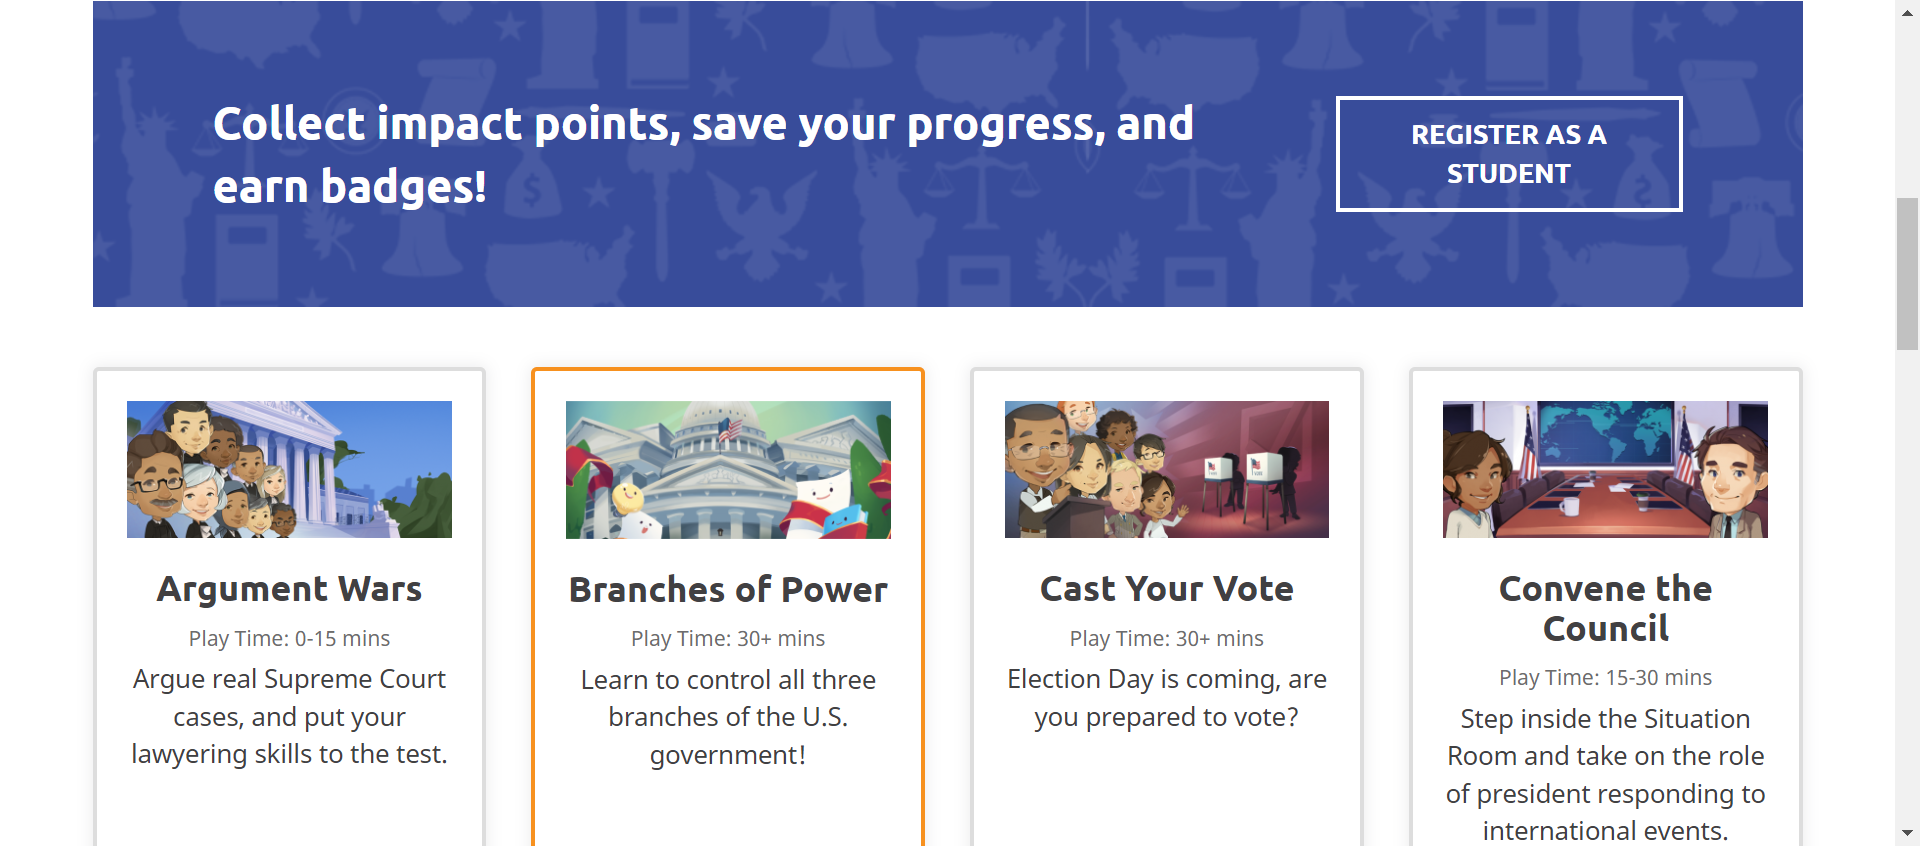 Collect impact points, save your progress, and
earn badges!
REGISTER AS A
STUDENT
Argument Wars
Play Time: 0-15 mins
Argue real Supreme Court
cases, and put your
lawyering skills to the test.
Branches of Power
Play Time: 30+ mins
Learn to control all three
branches of the U.S.
government!
Cast Your Vote
Play Time: 30+ mins
Election Day is coming, are
you prepared to vote?
Convene the
Council
Play Time: 15-30 mins
Step inside the Situation
Room and take on the role
of president responding to
international events.